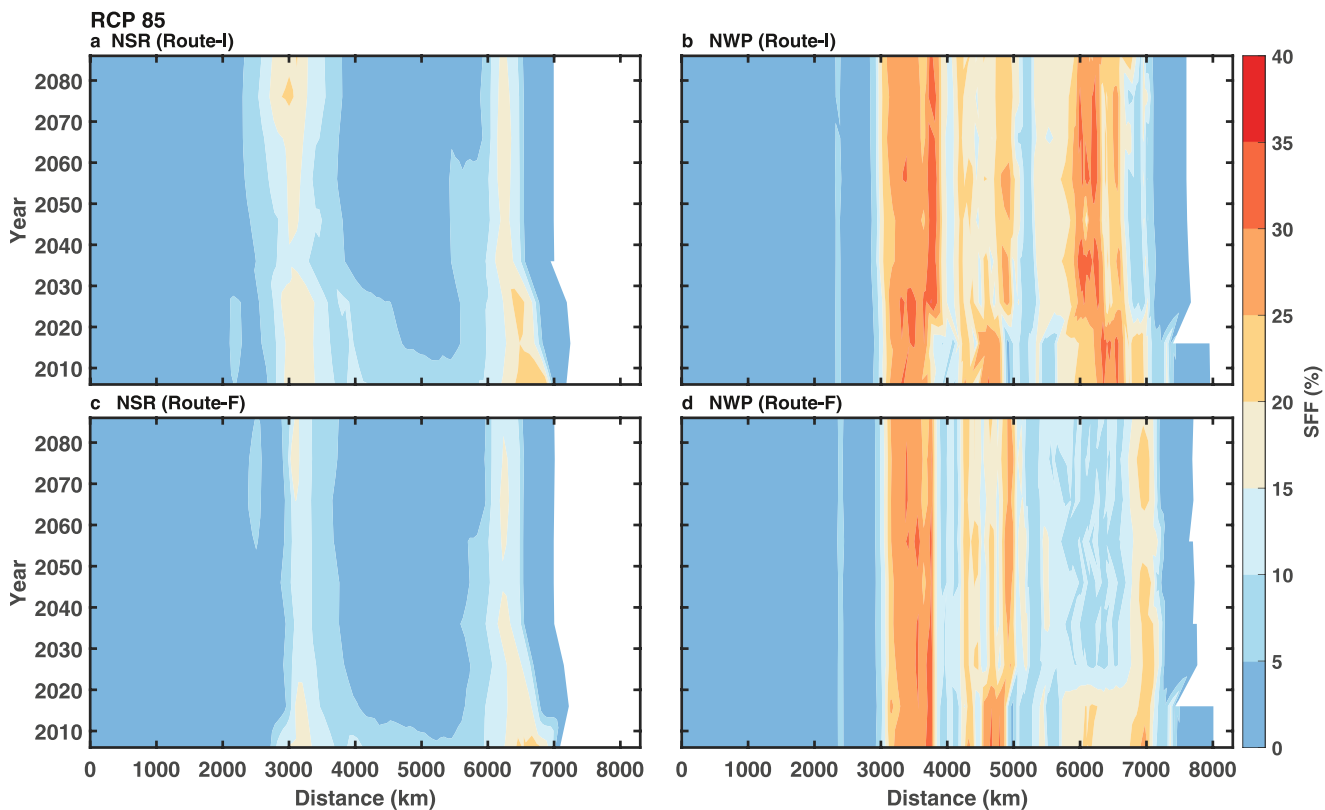 RCP 85
a NSR (Route-I)
b NWP (Route-I)
2080
2070
2060
2050
2040
2030
2020
2010
Year
40
35
30
25
20
15
10
5
0
SFF (%)
c NSR (Route-F)
d NWP (Route-F)
2080
2070
2060
2050
2040
2030
2020
2010
Year
0 1000 2000 3000 4000 5000 6000 7000 8000
0 1000 2000 3000 4000 5000 6000 7000 8000
Distance (km)
Distance (km)